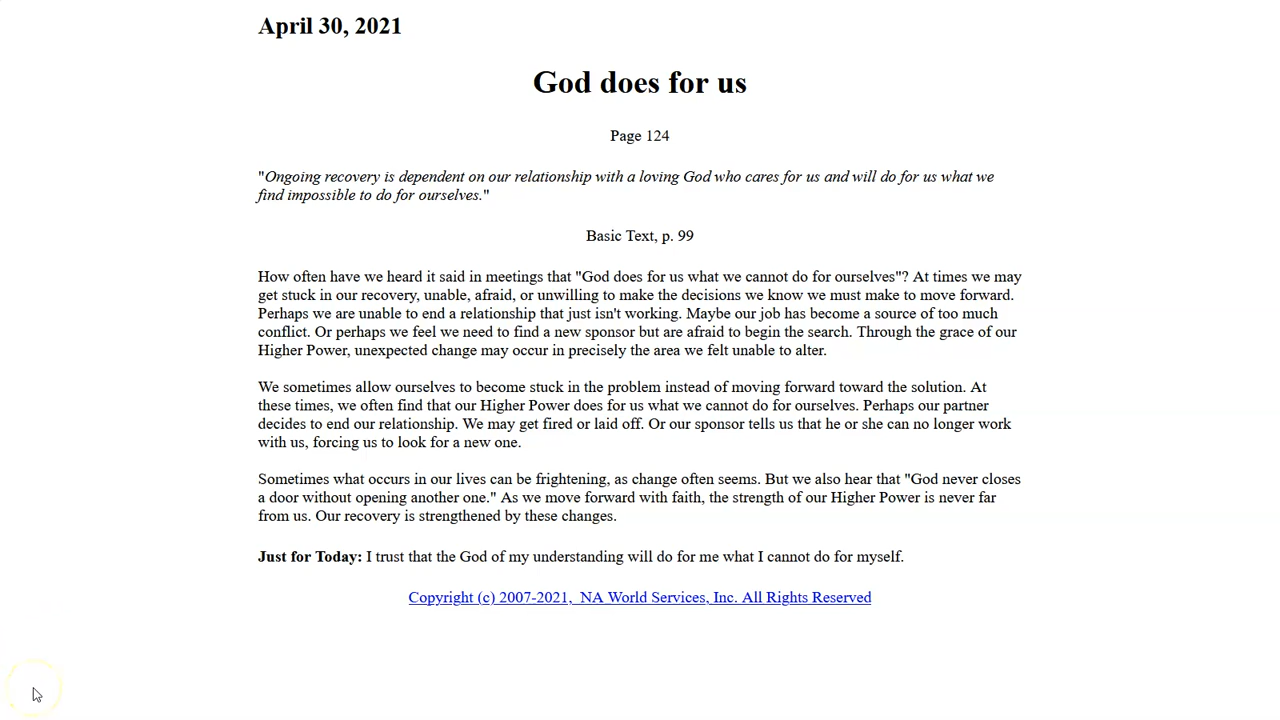 April 30, 2021
God does for us
Page 124
"Ongoing recovery is dependent on our relationship with a loving God who cares for us and will do for us what we
find impossible to do for ourselves."
Basic Text, p. 99
How often have we heard it said in meetings that "God does for us what we cannot do for ourselves"? At times we may
get stuck in our recovery, unable, afraid, or unwilling to make the decisions we know we must make to move forward.
Perhaps we are unable to end a relationship that just isn't working. Maybe our job has become a source of too much
conflict. Or perhaps we feel we need to find a new sponsor but are afraid to begin the search. Through the grace of our
Higher Power, unexpected change may occur in precisely the area we felt unable to alter.
We sometimes allow ourselves to become stuck in the problem instead of moving forward toward the solution. At
these times, we often find that our Higher Power does for us what we cannot do for ourselves. Perhaps our partner
decides to end our relationship. We may get fired or laid off. Or our sponsor tells us that he or she can no longer work
with us, forcing us to look for a new one.
Sometimes what occurs in our lives can be frightening, as change often seems. But we also hear that "God never closes
a door without opening another one." As we move forward with faith, the strength of our Higher Power is never far
from us. Our recovery is strengthened by these changes.
Just for Today: I trust that the God of my understanding will do for me what I cannot do for myself.
Copyright (c) 2007-2021,  NA World Services, Inc. All Rights Reserved